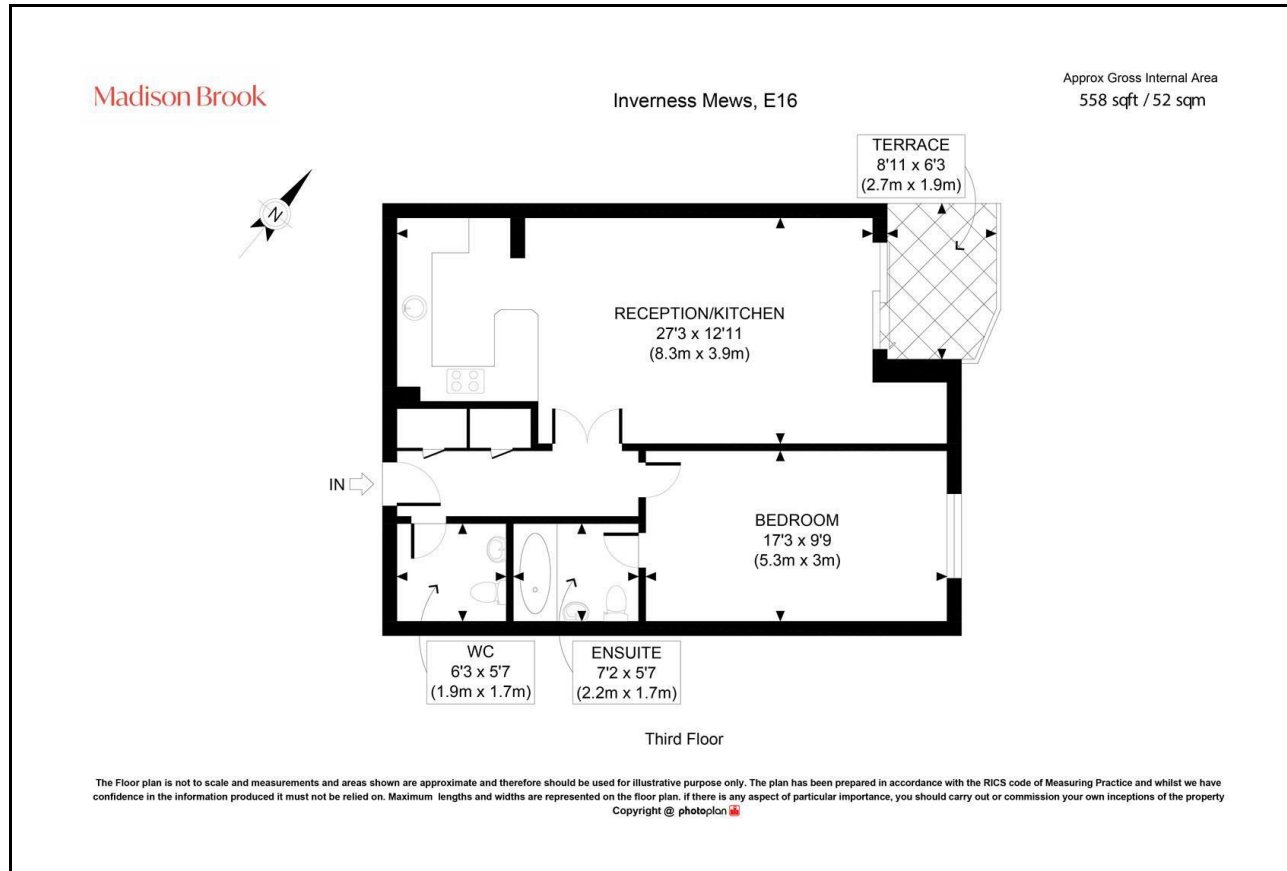 Madison Brook
Inverness Mews, E16
Approx Gross Internal Area
558 sqft / 52 sqm
TERRACE
8'11 x 6'3
(2.7m x 1.9m)
N
RECEPTION/KITCHEN
27'3 x 12'11
(8.3m x 3.9m)
IN
BEDROOM
17'3 x 9'9
(5.3m x 3m)
WC
6'3 x 5'7
(1.9m x 1.7m)
ENSUITE
7'2 x 5'7
(2.2m x 1.7m)
Third Floor
The Floor plan is not to scale and measurements and areas shown are approximate and therefore should be used for illustrative purpose only. The plan has been prepared in accordance with the RICS code of Measuring Practice and whilst we have
confidence in the information produced it must not be relied on. Maximum lengths and widths are represented on the floor plan. if there is any aspect of particular importance, you should carry out or commission your own inceptions of the property
Copyright @ photoplan